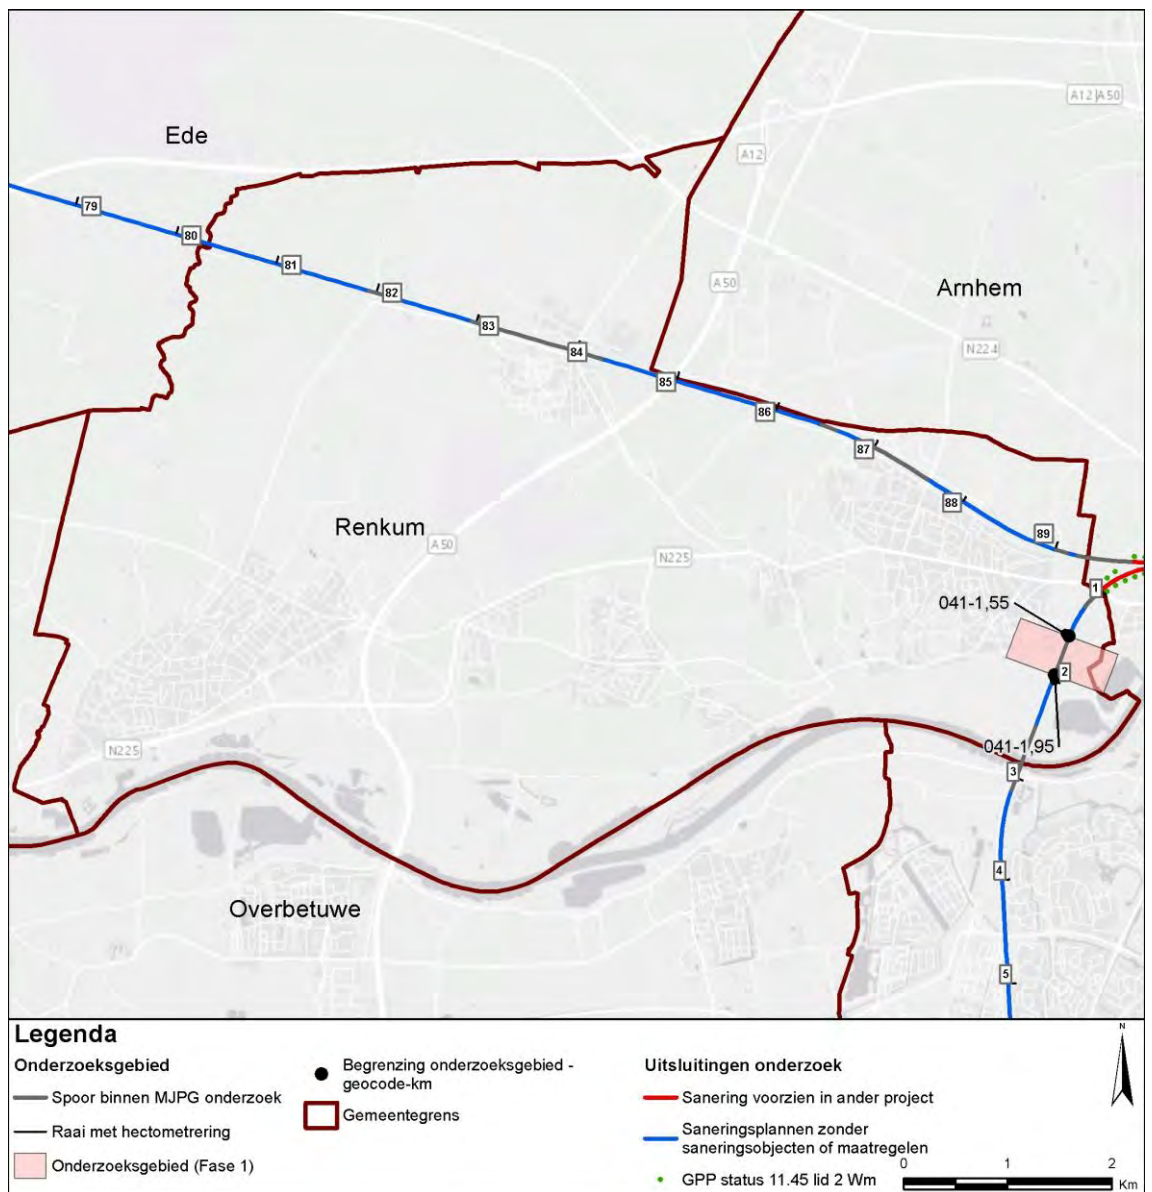 A12|A50
Ede
A12
79
80
81
82
A50
Arnhem
83
84
N224
85
86
87
88
Renkum
A50
89
N225
1
041-1,55
2
N225
041-1,95
3
4
Overbetuwe
5
Legenda
N
Onderzoeksgebied
Spoor binnen MJPG onderzoek
Raai met hectometrering
Onderzoeksgebied (Fase 1)
Begrenzing onderzoeksgebied -
geocode-km
Gemeentegrens
Uitsluitingen onderzoek
Sanering voorzien in ander project
Saneringsplannen zonder
saneringsobjecten of maatregelen
GPP status 11.45 lid 2 Wm
0 1 2
Km